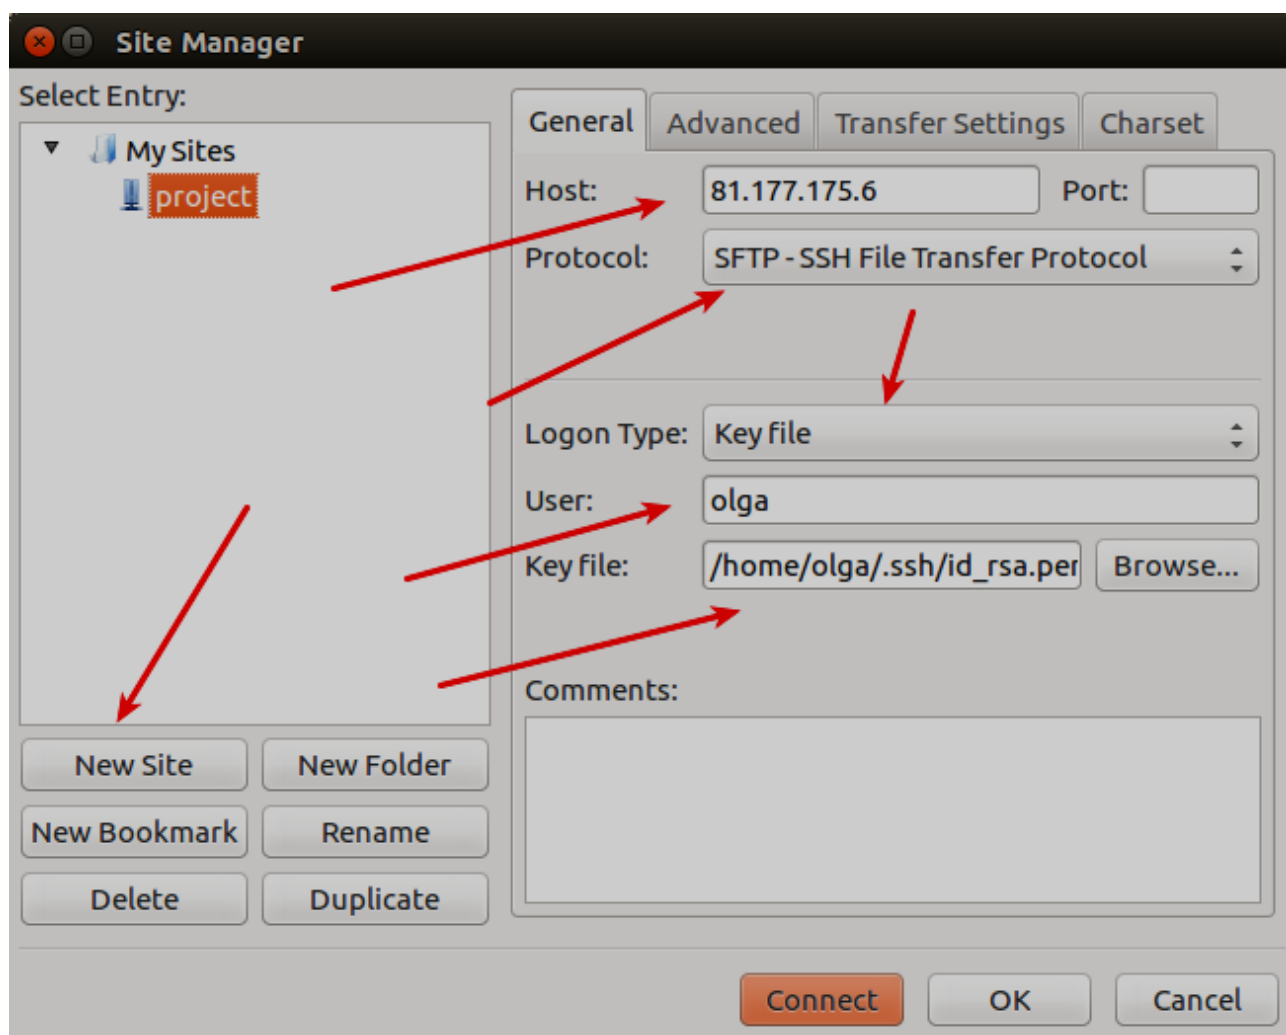 Site Manager
Select Entry:
My Sites
project
New Site
New Folder
New Bookmark
Rename
Delete
Duplicate
General
Advanced
Transfer Settings
Charset
Host:
81.177.175.6
Port:
Protocol:
SFTP - SSH File Transfer Protocol
Logon Type:
Key file
User:
olga
Key file:
/home/olga/.ssh/id_rsa.per
Browse...
Comments:
Connect
OK
Cancel